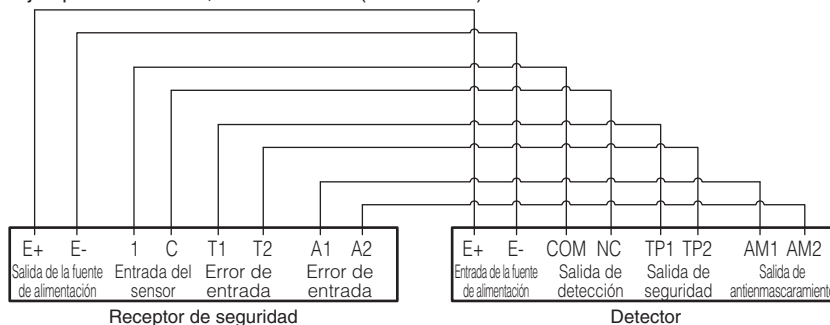 E+ E- 1 C T1 T2 A1 A2
Salida de la fuente de alimentación
Entrada del sensor
Error de entrada
Error de entrada
Receptor de seguridad
E+ E- COM NC TP1 TP2 AM1 AM2
Entrada de la fuente de alimentación
Salida de detección
Salida de seguridad
Salida de antienmascaramiento
Detector